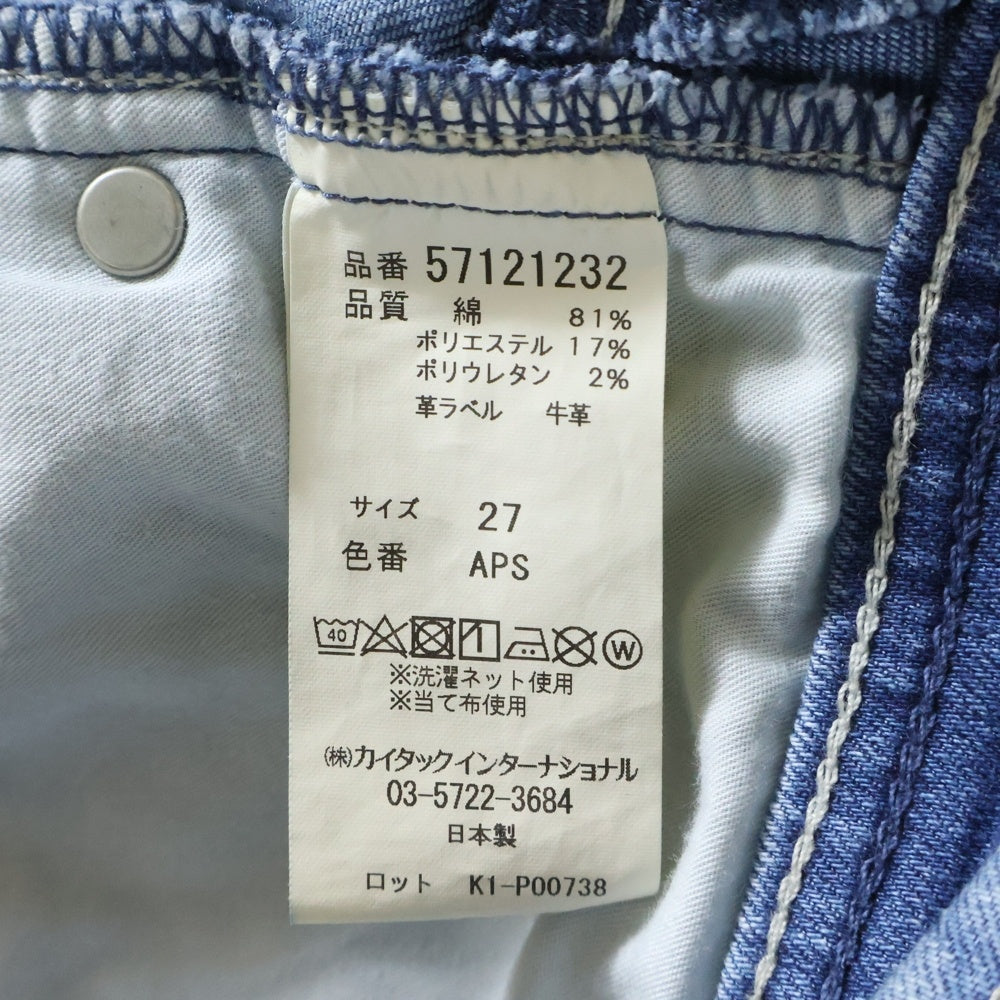 品番 57121232
品質 綿 81%
ポリエステル 17%
ポリウレタン 2%
革ラベル 牛革
サイズ 27
色番 APS
40 W
※洗濯ネット使用
※当て布使用
㈱カイタックインターナショナル
03-5722-3684
日本製
ロット K1-P00738